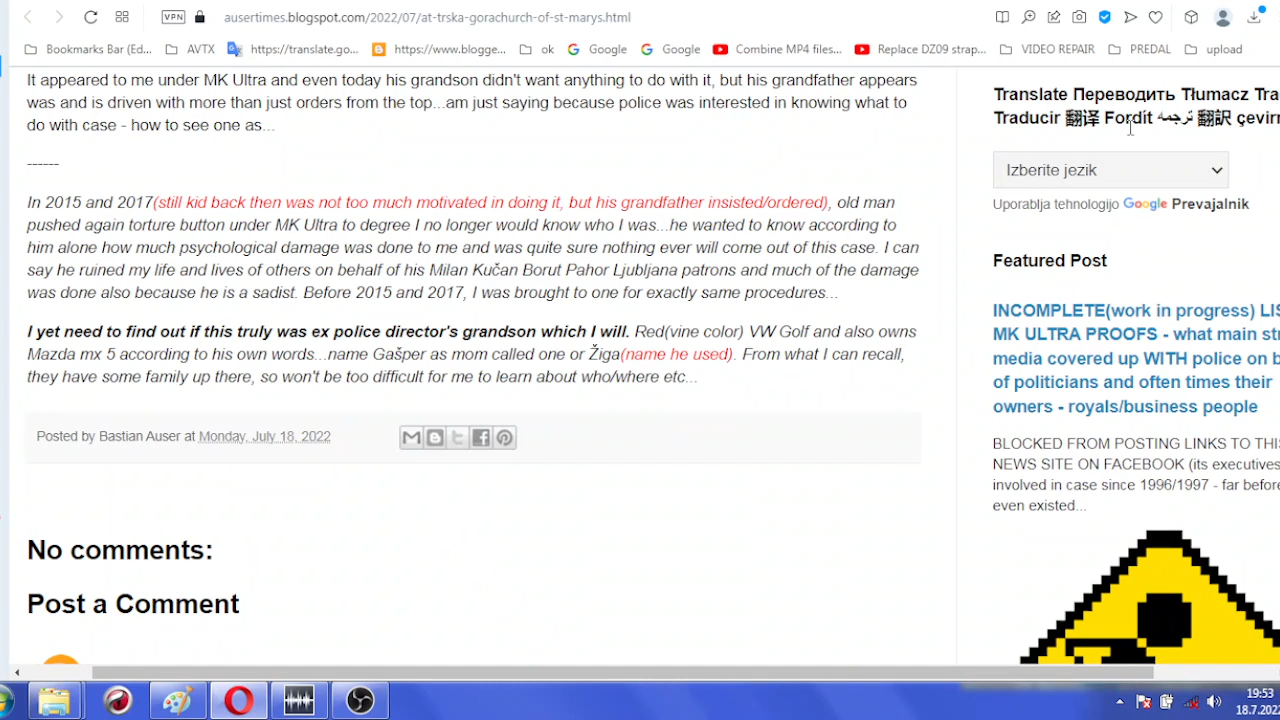 ausertimes.blogspot.com/2022/07/at-trska-gorachurch-of-st-marys.html
VPN
Bookmarks Bar (Ed... AVTX https://translate.go... https://www.blogge... ok Google Google Combine MP4 files... Replace DZ09 strap... VIDEO REPAIR PREDAL upload
It appeared to me under MK Ultra and even today his grandson didn't want anything to do with it, but his grandfather appears
was and is driven with more than just orders from the top...am just saying because police was interested in knowing what to
do with case - how to see one as...
------
In 2015 and 2017(still kid back then was not too much motivated in doing it, but his grandfather insisted/ordered), old man
pushed again torture button under MK Ultra to degree I no longer would know who I was...he wanted to know according to
him alone how much psychological damage was done to me and was quite sure nothing ever will come out of this case. I can
say he ruined my life and lives of others on behalf of his Milan Kučan Borut Pahor Ljubljana patrons and much of the damage
was done also because he is a sadist. Before 2015 and 2017, I was brought to one for exactly same procedures...
I yet need to find out if this truly was ex police director's grandson which I will. Red(vine color) VW Golf and also owns
Mazda mx 5 according to his own words...name Gašper as mom called one or Žiga(name he used). From what I can recall,
they have some family up there, so won't be too difficult for me to learn about who/where etc...
Posted by Bastian Auser at Monday, July 18, 2022
No comments:
Post a Comment
Translate Переводить Tłumacz Tra
Traducir 翻译 Fordít ترجمه 翻訳 çevirm
Izberite jezik
Uporablja tehnologijo Google Prevajalnik
Featured Post
INCOMPLETE(work in progress) LIS
MK ULTRA PROOFS - what main str
media covered up WITH police on b
of politicians and often times their
owners - royals/business people
BLOCKED FROM POSTING LINKS TO THIS
NEWS SITE ON FACEBOOK (its executives
involved in case since 1996/1997 - far before
even existed...
19:53
18.7.2022